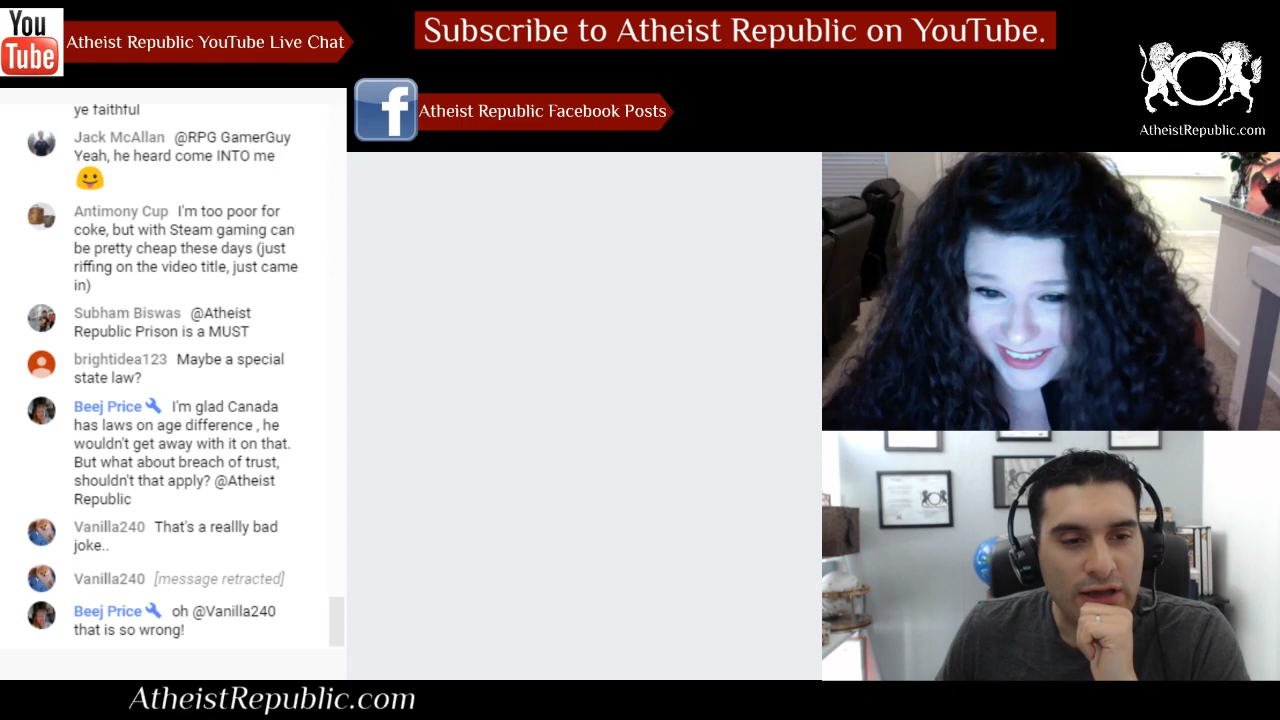 You
Tube
Atheist Republic YouTube Live Chat
Subscribe to Atheist Republic on YouTube.
Atheist Republic Facebook Posts
AtheistRepublic.com
ye faithful
Jack McAllan @RPG GamerGuy
Yeah, he heard come INTO me
😛
Antimony Cup I'm too poor for
coke, but with Steam gaming can
be pretty cheap these days (just
riffing on the video title, just came
in)
Subham Biswas @Atheist
Republic Prison is a MUST
brightidea123 Maybe a special
state law?
Beej Price I'm glad Canada
has laws on age difference , he
wouldn't get away with it on that.
But what about breach of trust,
shouldn't that apply? @Atheist
Republic
Vanilla240 That's a reallly bad
joke..
Vanilla240 [message retracted]
Beej Price oh @Vanilla240
that is so wrong!
AtheistRepublic.com